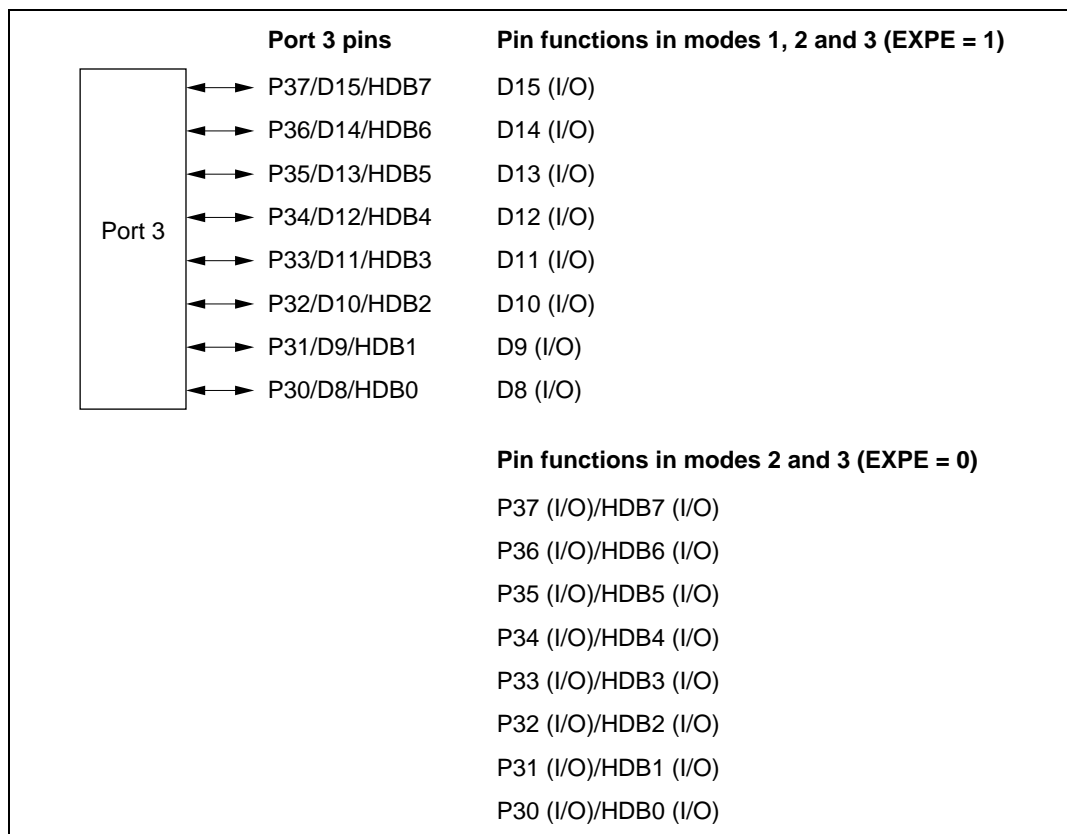 Port 3 pins Pin functions in modes 1, 2 and 3 (EXPE = 1)
P37/D15/HDB7 D15 (I/O)
P36/D14/HDB6 D14 (I/O)
P35/D13/HDB5 D13 (I/O)
P34/D12/HDB4 D12 (I/O)
Port 3
P33/D11/HDB3 D11 (I/O)
P32/D10/HDB2 D10 (I/O)
P31/D9/HDB1 D9 (I/O)
P30/D8/HDB0 D8 (I/O)
Pin functions in modes 2 and 3 (EXPE = 0)
P37 (I/O)/HDB7 (I/O)
P36 (I/O)/HDB6 (I/O)
P35 (I/O)/HDB5 (I/O)
P34 (I/O)/HDB4 (I/O)
P33 (I/O)/HDB3 (I/O)
P32 (I/O)/HDB2 (I/O)
P31 (I/O)/HDB1 (I/O)
P30 (I/O)/HDB0 (I/O)